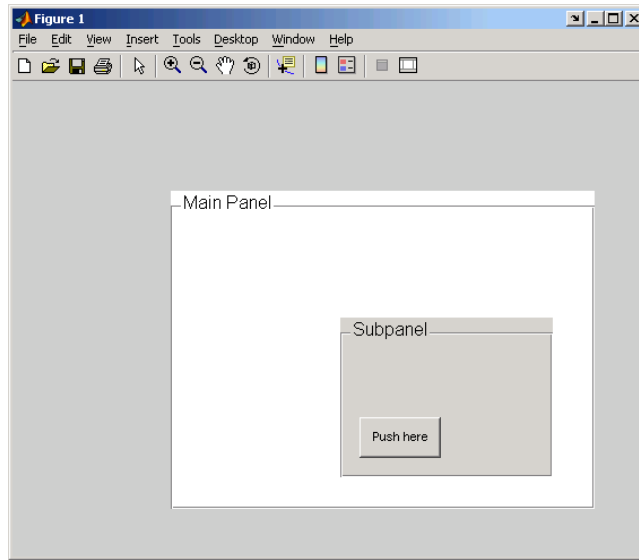 Figure 1
File Edit View Insert Tools Desktop Window Help
Main Panel
Subpanel
Push here